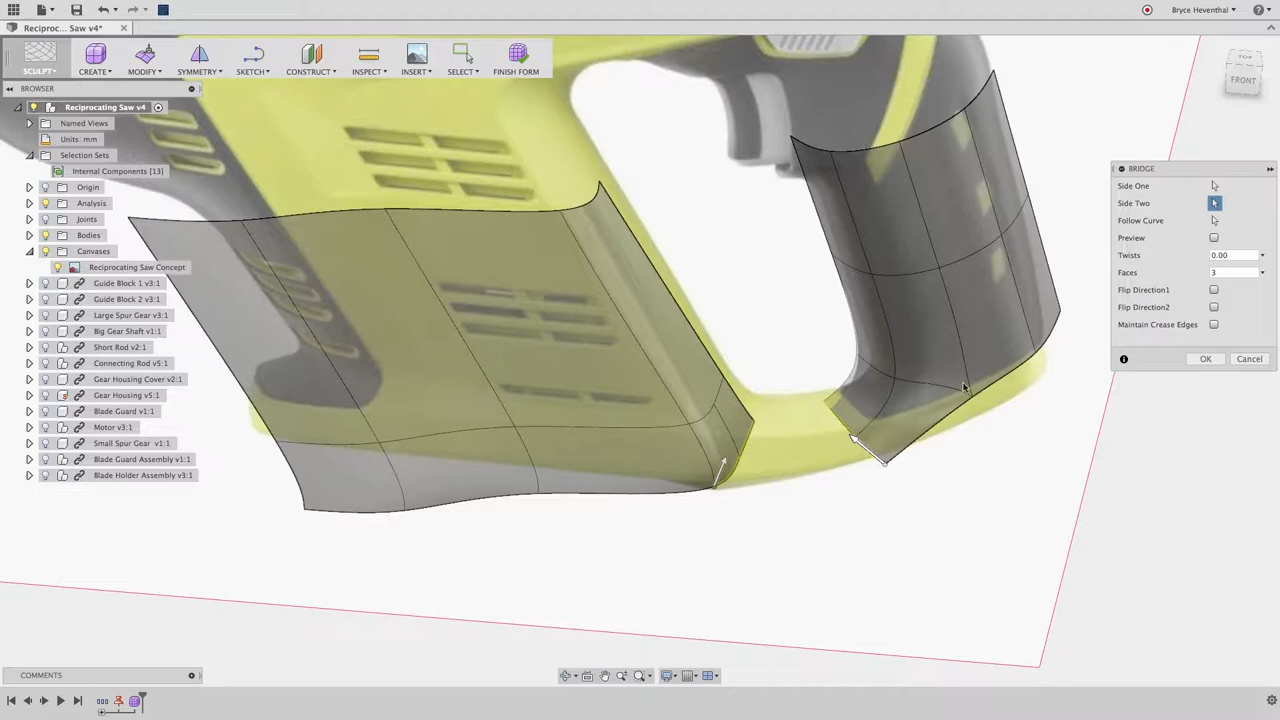 Bryce Heventhal
Reciproc... Saw v4*
SCULPT
CREATE
MODIFY
SYMMETRY
SKETCH
CONSTRUCT
INSPECT
INSERT
SELECT
FINISH FORM
TOP
FRONT
BROWSER
Reciprocating Saw v4
Named Views
Units: mm
Selection Sets
Internal Components [13]
Origin
Analysis
Joints
Bodies
Canvases
Reciprocating Saw Concept
Guide Block 1 v3:1
Guide Block 2 v3:1
Large Spur Gear v3:1
Big Gear Shaft v1:1
Short Rod v2:1
Connecting Rod v5:1
Gear Housing Cover v2:1
Gear Housing v5:1
Blade Guard v1:1
Motor v3:1
Small Spur Gear v1:1
Blade Guard Assembly v1:1
Blade Holder Assembly v3:1
BRIDGE
Side One
Side Two
Follow Curve
Preview
Twists 0.00
Faces 3
Flip Direction1
Flip Direction2
Maintain Crease Edges
OK Cancel
COMMENTS